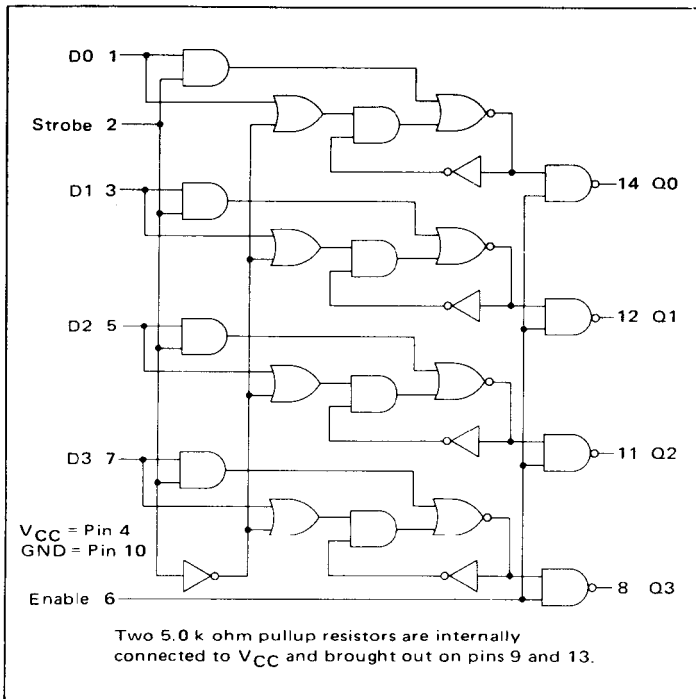 D0 1
Strobe 2
14 Q0
D1 3
12 Q1
D2 5
11 Q2
D3 7
VCC = Pin 4
GND = Pin 10
8 Q3
Enable 6
Two 5.0 k ohm pullup resistors are internally
connected to VCC and brought out on pins 9 and 13.